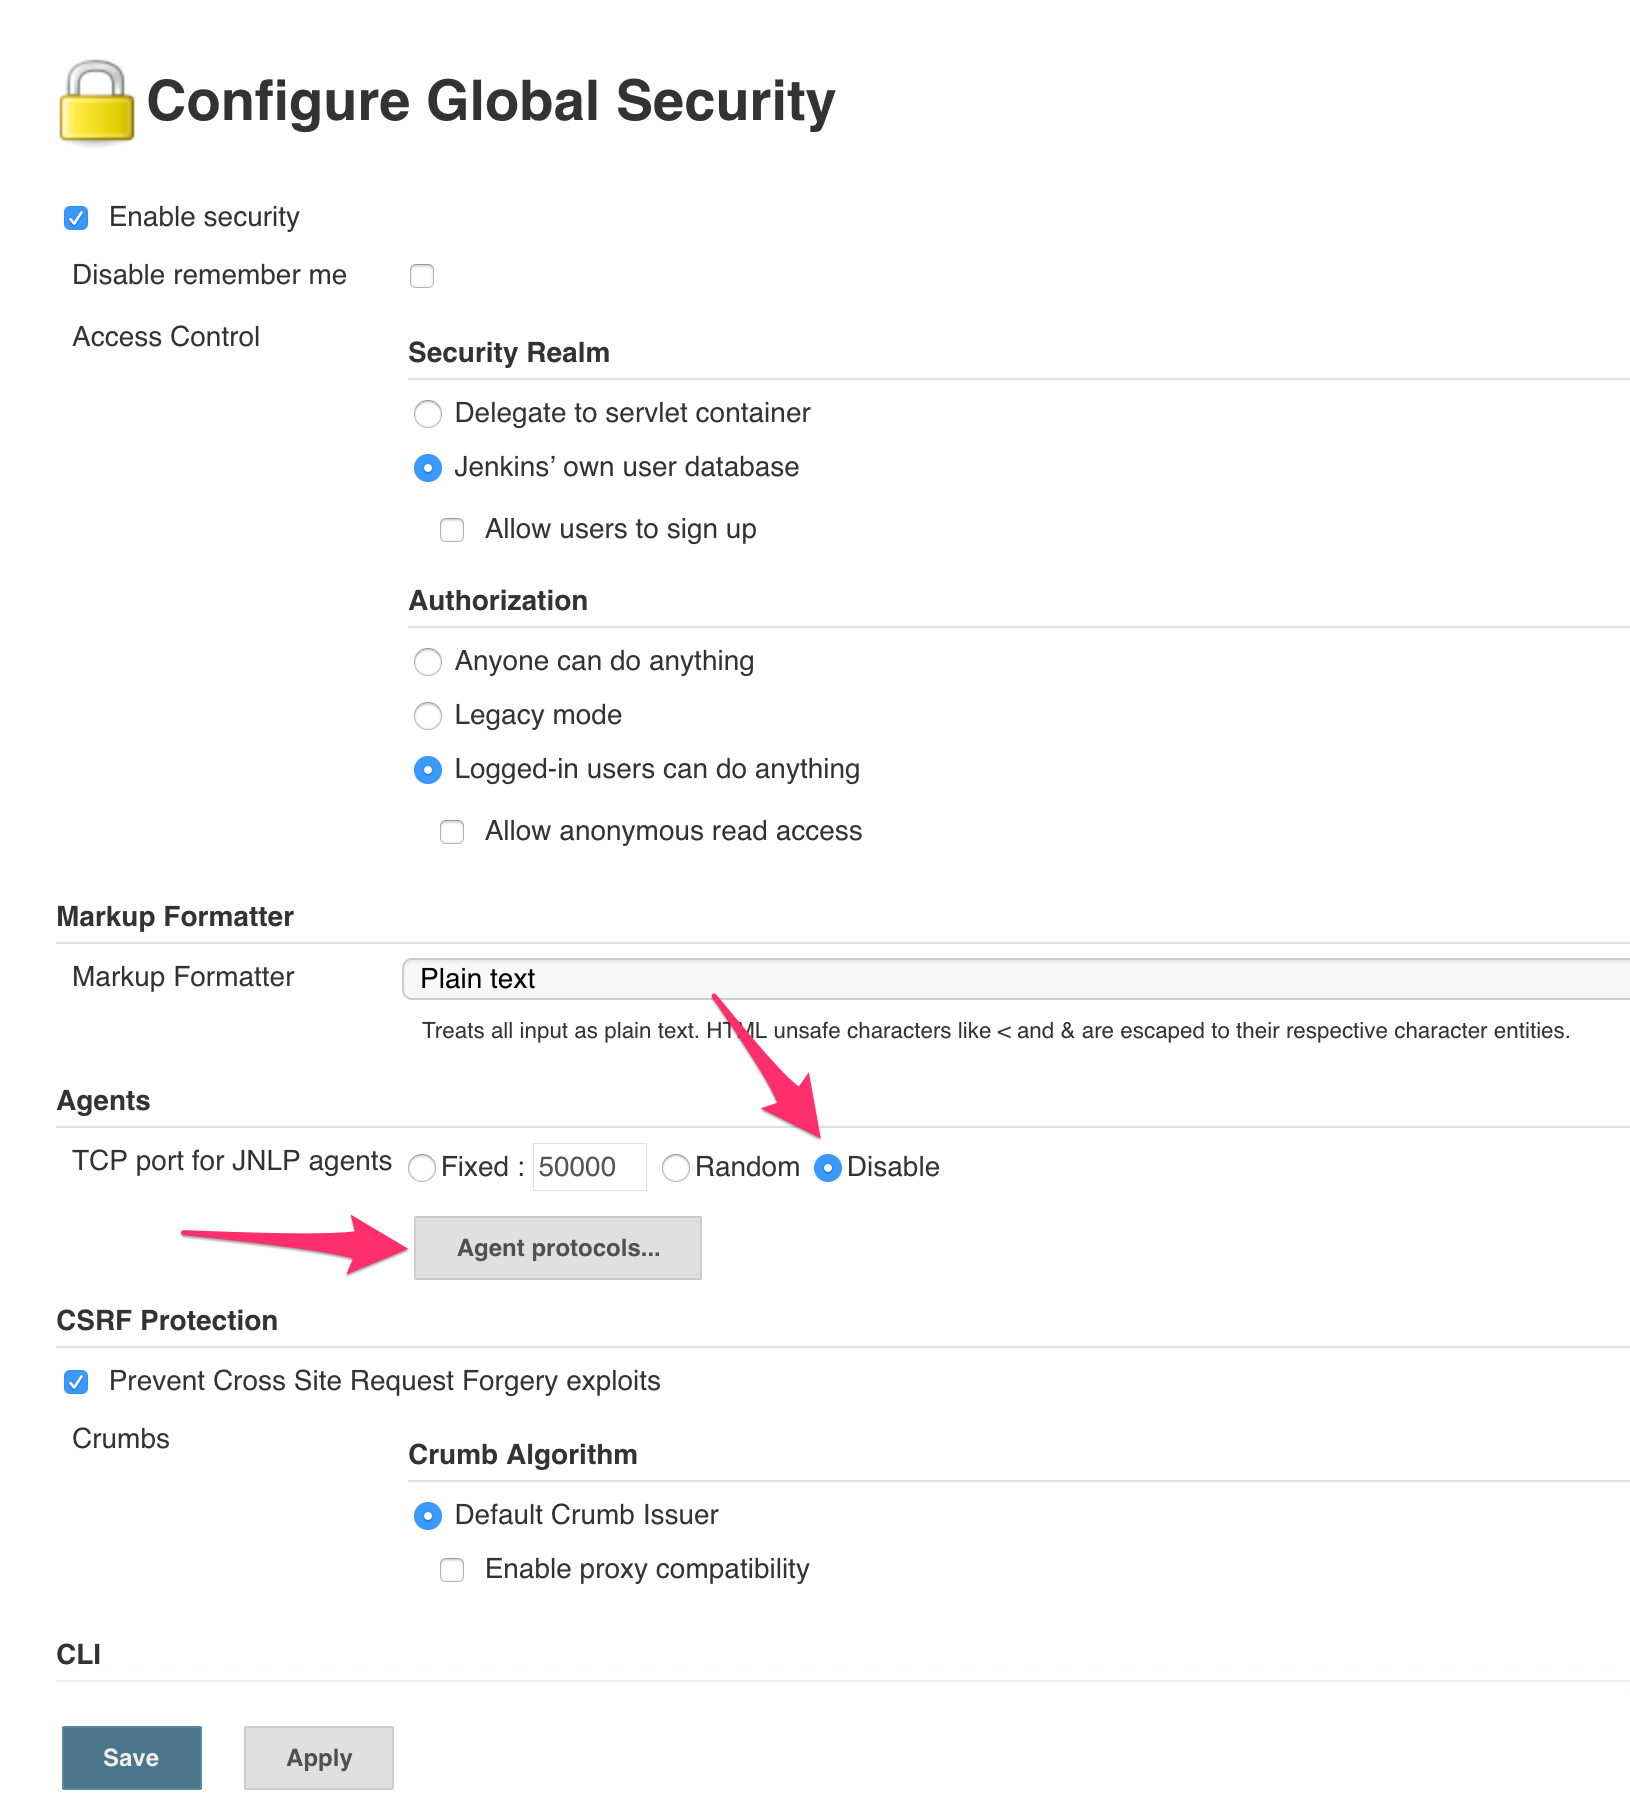 Configure Global Security
Enable security
Disable remember me
Access Control
Security Realm
Delegate to servlet container
Jenkins’ own user database
Allow users to sign up
Authorization
Anyone can do anything
Legacy mode
Logged-in users can do anything
Allow anonymous read access
Markup Formatter
Markup Formatter Plain text
Treats all input as plain text. HTML unsafe characters like < and & are escaped to their respective character entities.
Agents
TCP port for JNLP agents Fixed : 50000 Random Disable
Agent protocols...
CSRF Protection
Prevent Cross Site Request Forgery exploits
Crumbs
Crumb Algorithm
Default Crumb Issuer
Enable proxy compatibility
CLI
Save Apply